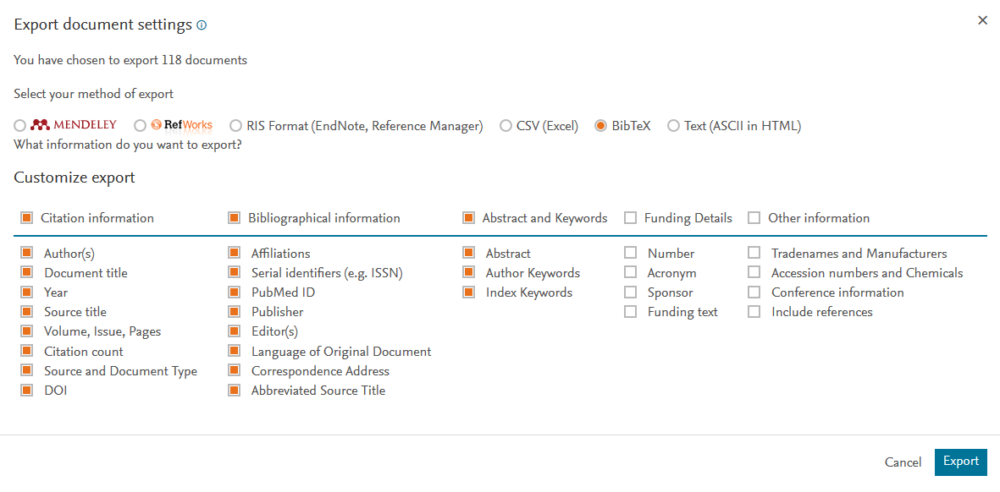 Export document settings
You have chosen to export 118 documents
Select your method of export
MENDELEY RefWorks RIS Format (EndNote, Reference Manager) CSV (Excel) BibTeX Text (ASCII in HTML)
What information do you want to export?
Customize export
Citation information Bibliographical information Abstract and Keywords Funding Details Other information
Author(s) Affiliations Abstract Number Tradenames and Manufacturers
Document title Serial identifiers (e.g. ISSN) Author Keywords Acronym Accession numbers and Chemicals
Year PubMed ID Index Keywords Sponsor Conference information
Source title Publisher Funding text Include references
Volume, Issue, Pages Editor(s)
Citation count Language of Original Document
Source and Document Type Correspondence Address
DOI Abbreviated Source Title
Cancel Export